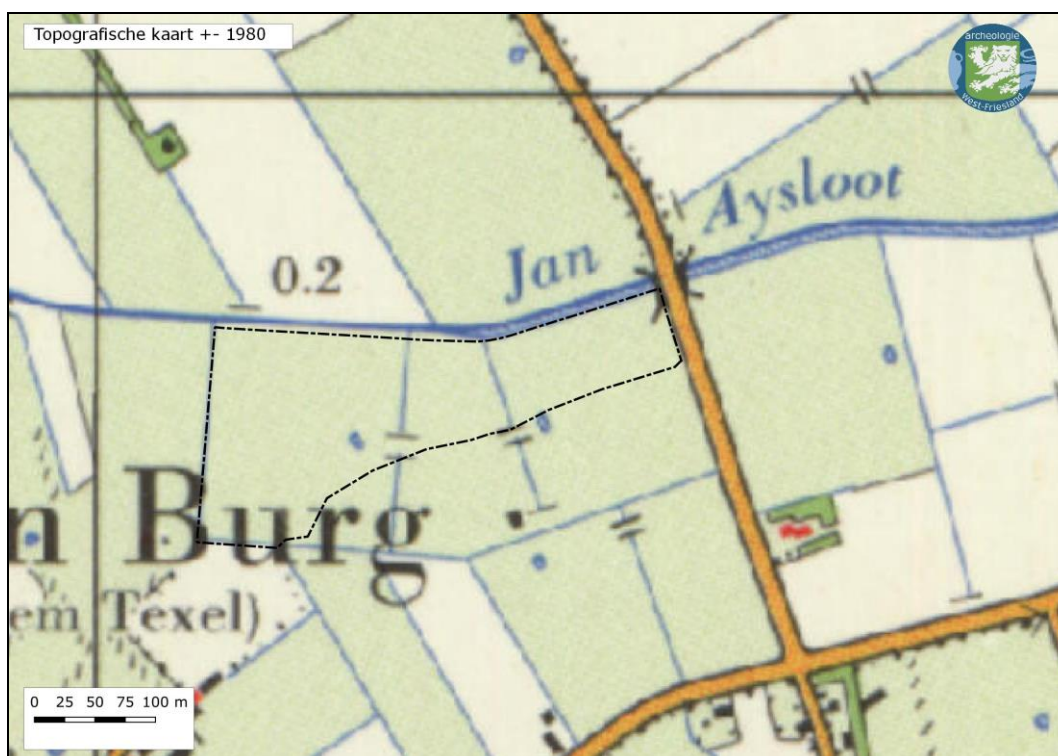 Topografische kaart +- 1980
archeologie
West-Friesland
Jan Aysloot
0.2
n Burg
em Texel).
0 25 50 75 100 m